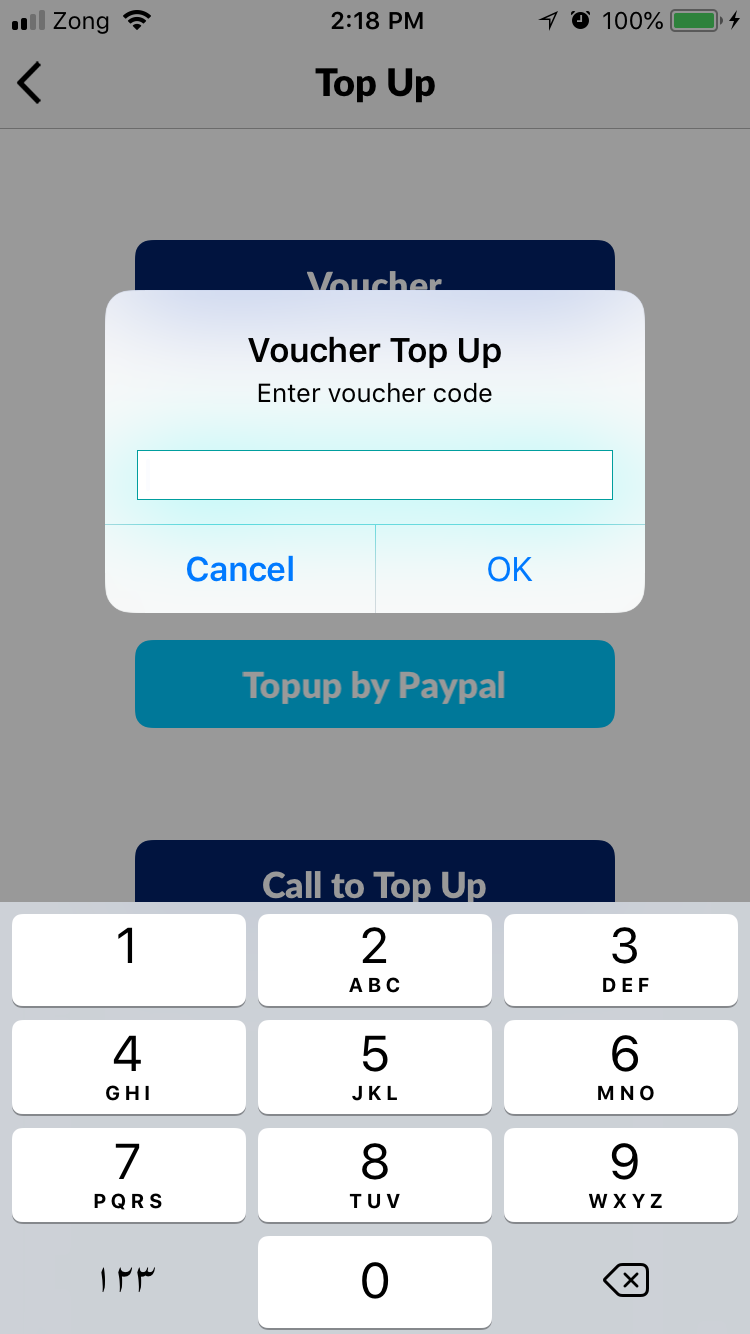 Zong 2:18 PM 100%
Top Up
Voucher
Voucher Top Up
Enter voucher code
Cancel OK
Topup by Paypal
Call to Top Up
1 2 3
ABC DEF
4 5 6
GHI JKL MNO
7 8 9
PQRS TUV WXYZ
۱۲۳ 0